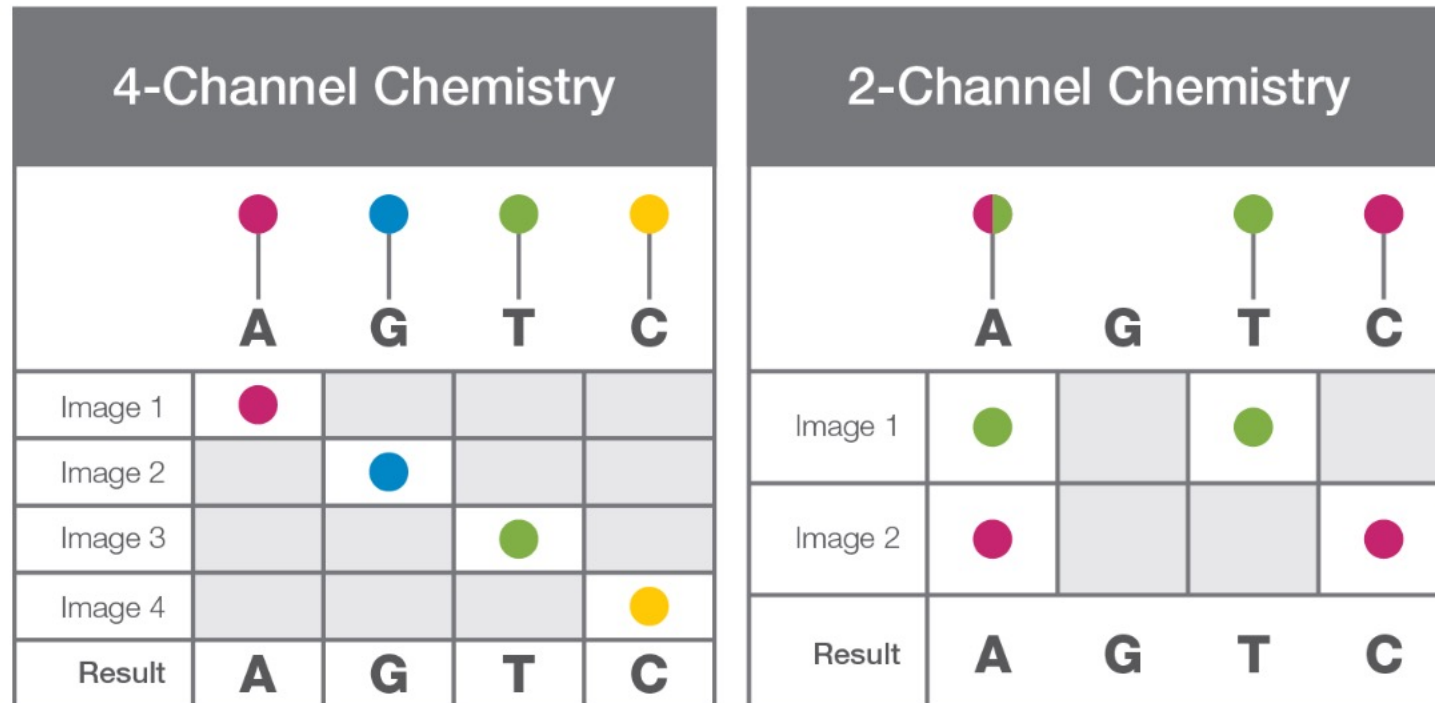 4-Channel Chemistry
A G T C
Image 1
Image 2
Image 3
Image 4
Result A G T C
2-Channel Chemistry
A G T C
Image 1
Image 2
Result A G T C